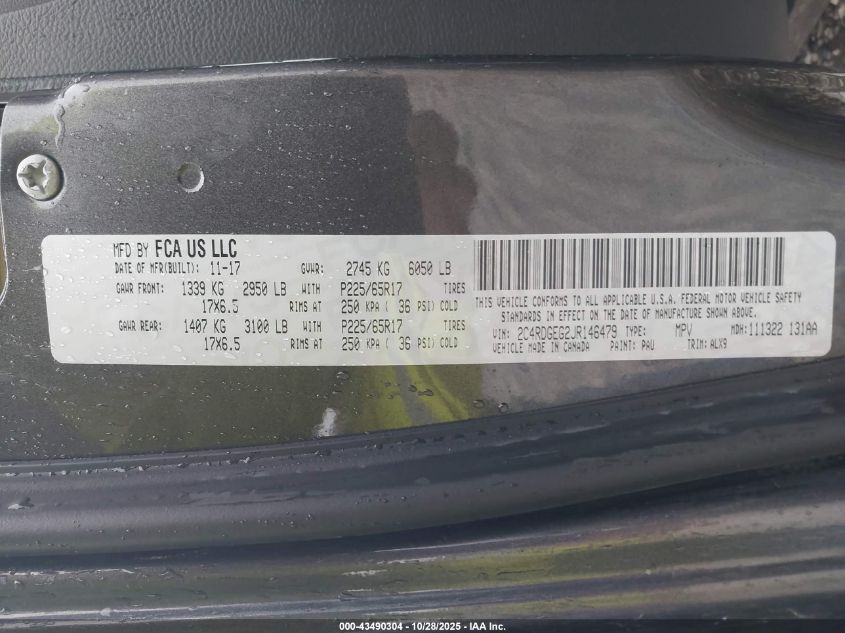 MFD BY FCA US LLC
DATE OF MFR(BUILT): 11-17 GVWR: 2745 KG 6050 LB
GAWR FRONT: 1339 KG 2950 LB WITH P225/65R17 TIRES
17X6.5 RIMS AT 250 KPA ( 36 PSI) COLD
GAWR REAR: 1407 KG 3100 LB WITH P225/65R17 TIRES
17X6.5 RIMS AT 250 KPA ( 36 PSI) COLD
THIS VEHICLE CONFORMS TO ALL APPLICABLE U.S.A. FEDERAL MOTOR VEHICLE SAFETY
STANDARDS IN EFFECT ON THE DATE OF MANUFACTURE SHOWN ABOVE.
VIN: 2C4RDGEG2JR146479 TYPE: MPV MDH: 111322 131AA
VEHICLE MADE IN CANADA PAINT: PAU TRIM: ALX9
000-43490304 - 10/28/2025 - IAA Inc.